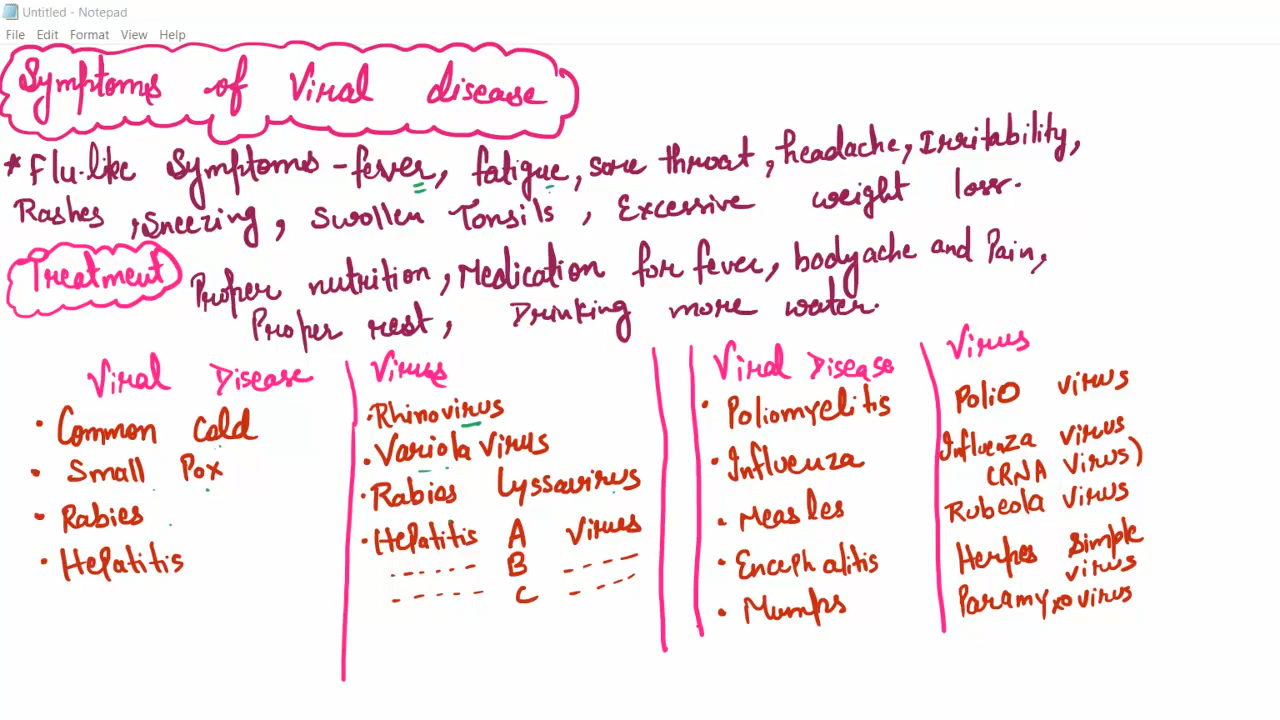 Untitled - Notepad
File Edit Format View Help
Symptoms of Viral disease
* Flu-like Symptoms - fever, fatigue, sore throat, headache, Irritability,
Rashes, Sneezing, Swollen Tonsils, Excessive weight loss.
Treatment Proper nutrition, Medication for fever, bodyache and Pain,
Proper rest, Drinking more water.
Viral Disease Virus
• Common Cold • Rhinovirus
• Small Pox • Variola Virus
• Rabies • Rabies Lyssavirus
• Hepatitis • Hepatitis A Virus
------ B ------
------ C ------
Viral Disease Virus
• Poliomyelitis Polio Virus
• Influenza Influenza Virus
(RNA Virus)
• Measles Rubeola Virus
• Encephalitis Herpes Simple
virus
• Mumps Paramyxovirus